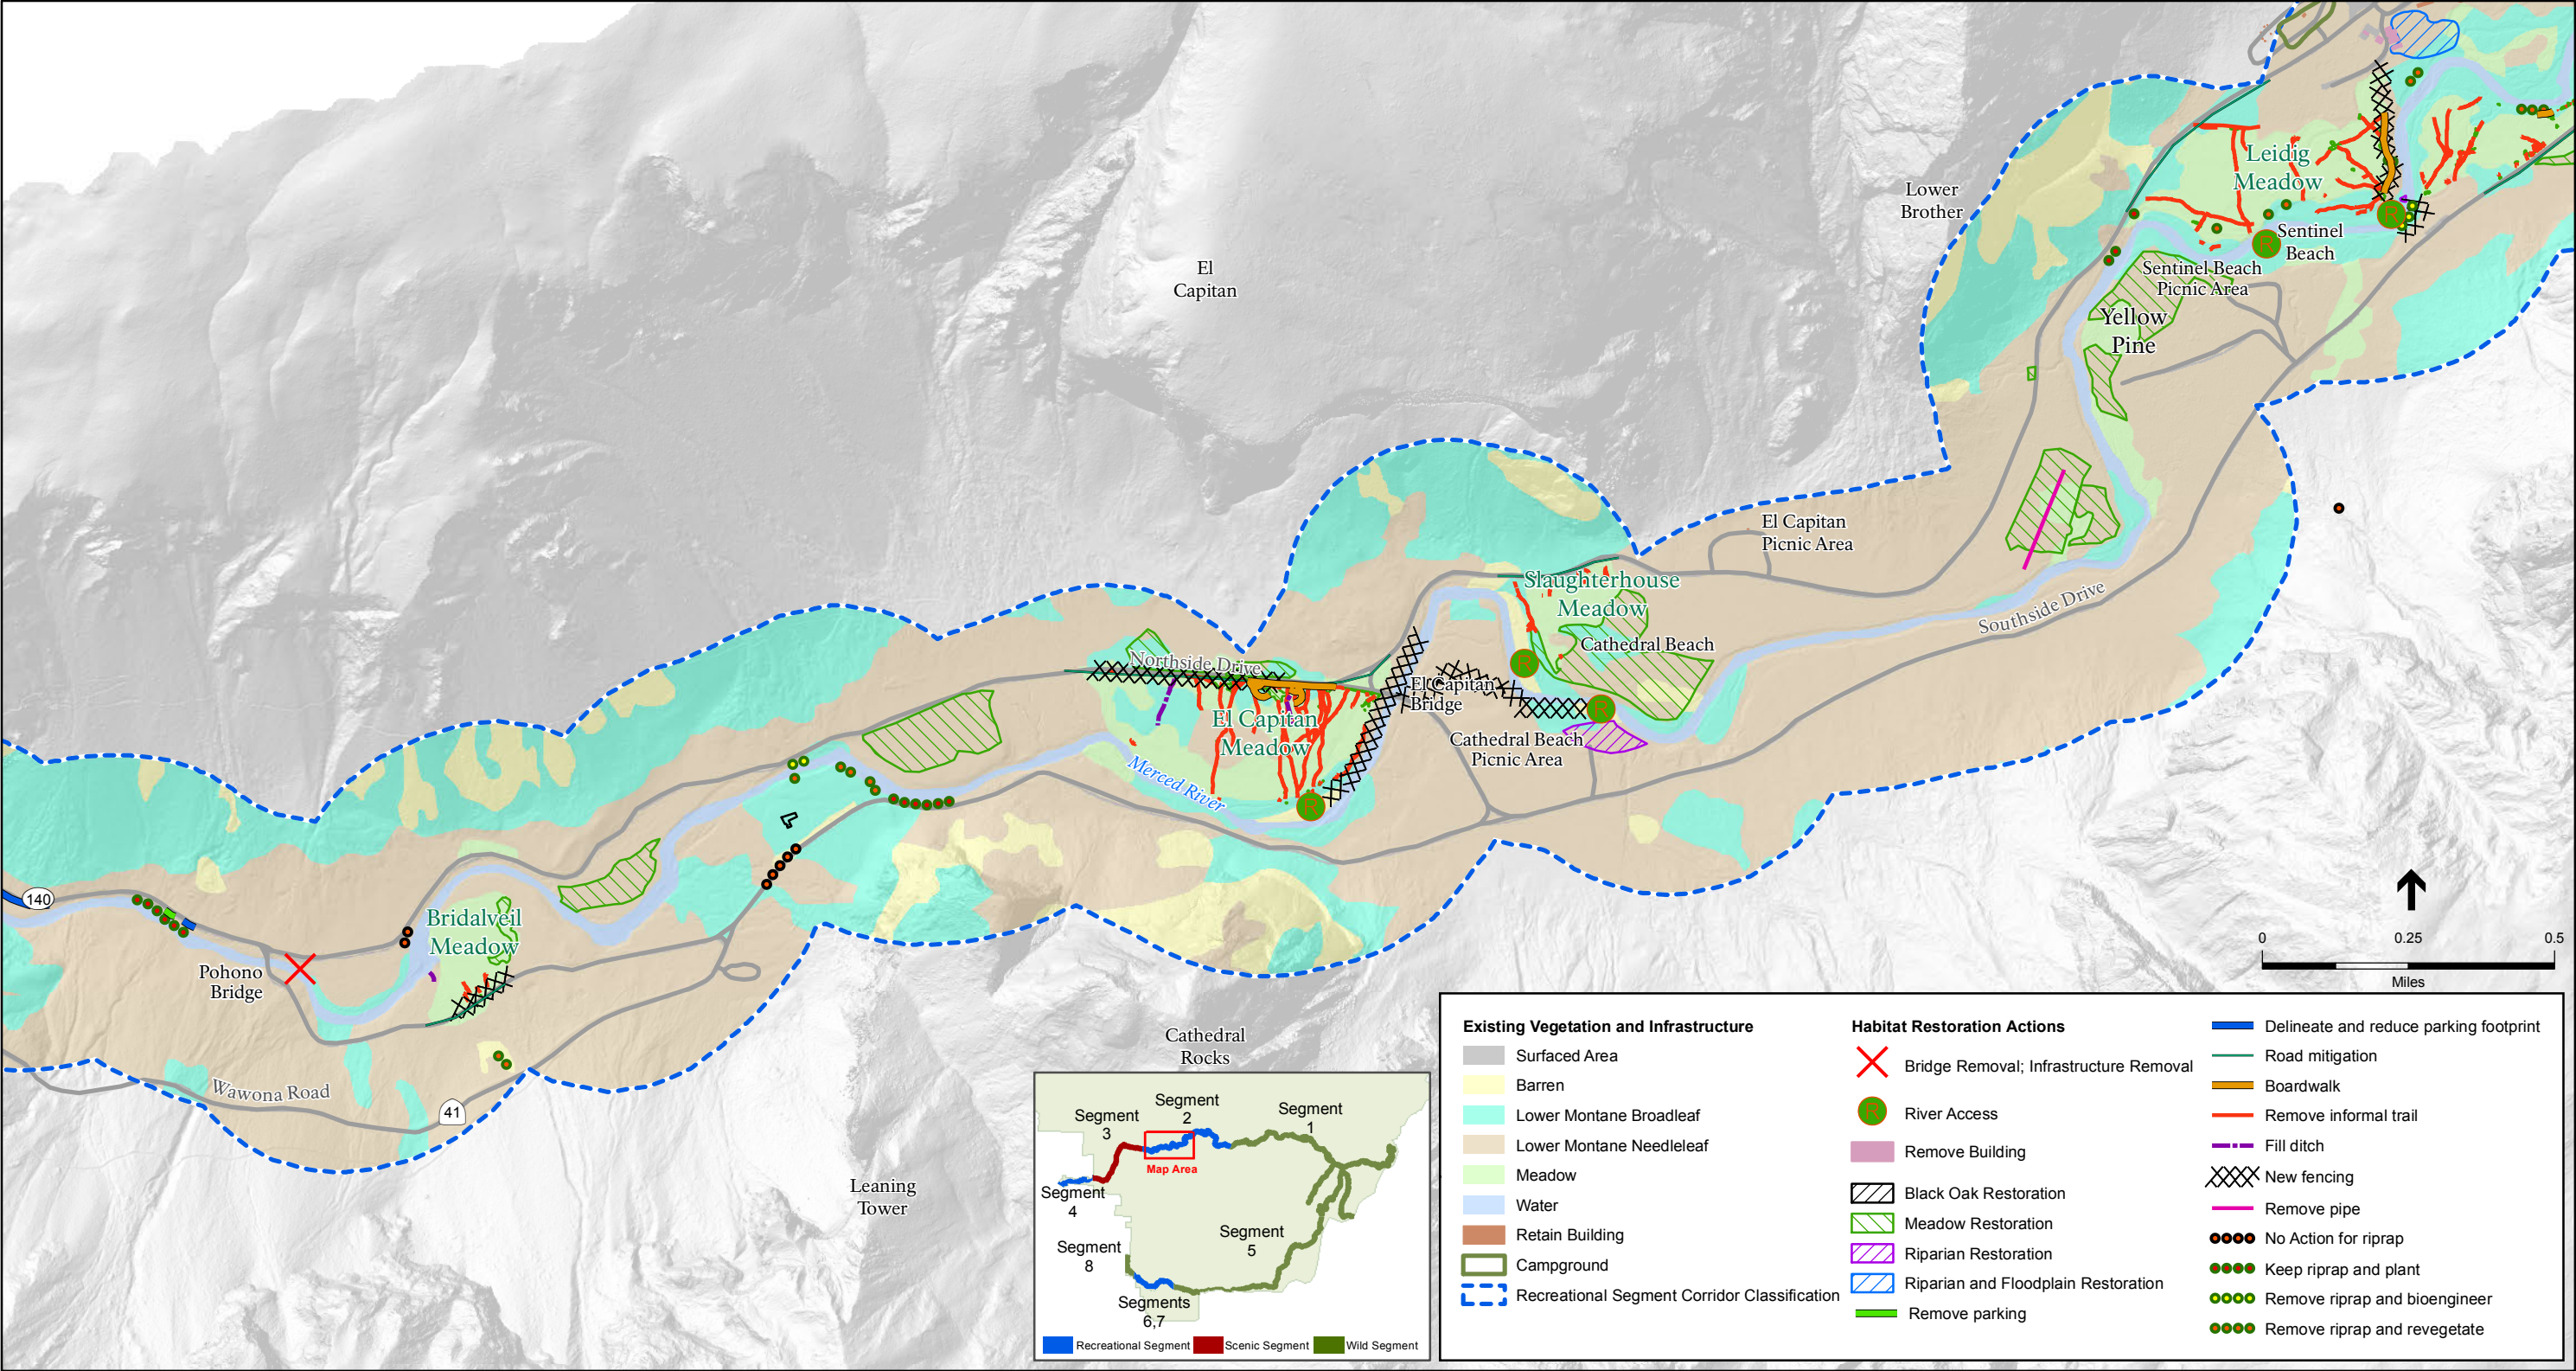 Lower
Brother
Leidig
Meadow
R
Sentinel
Beach
R
Sentinel Beach
Picnic Area
Yellow
Pine
El
Capitan
El Capitan
Picnic Area
Slaughterhouse
Meadow
Southside Drive
Cathedral Beach
Northside Drive
R
El Capitan
Bridge
R
El Capitan
Meadow
Cathedral Beach
Picnic Area
Merced River
R
140
Bridalveil
Meadow
Pohono
Bridge
Wawona Road
41
Cathedral
Rocks
Leaning
Tower
0 0.25 0.5
Miles
Segment
1
Segment
2
Segment
3
Map Area
Segment
4
Segment
5
Segment
8
Segments
6,7
Recreational Segment
Scenic Segment
Wild Segment
Existing Vegetation and Infrastructure
Surfaced Area
Barren
Lower Montane Broadleaf
Lower Montane Needleleaf
Meadow
Water
Retain Building
Campground
Recreational Segment Corridor Classification
Habitat Restoration Actions
Bridge Removal; Infrastructure Removal
R
River Access
Remove Building
Black Oak Restoration
Meadow Restoration
Riparian Restoration
Riparian and Floodplain Restoration
Remove parking
Delineate and reduce parking footprint
Road mitigation
Boardwalk
Remove informal trail
Fill ditch
New fencing
Remove pipe
No Action for riprap
Keep riprap and plant
Remove riprap and bioengineer
Remove riprap and revegetate